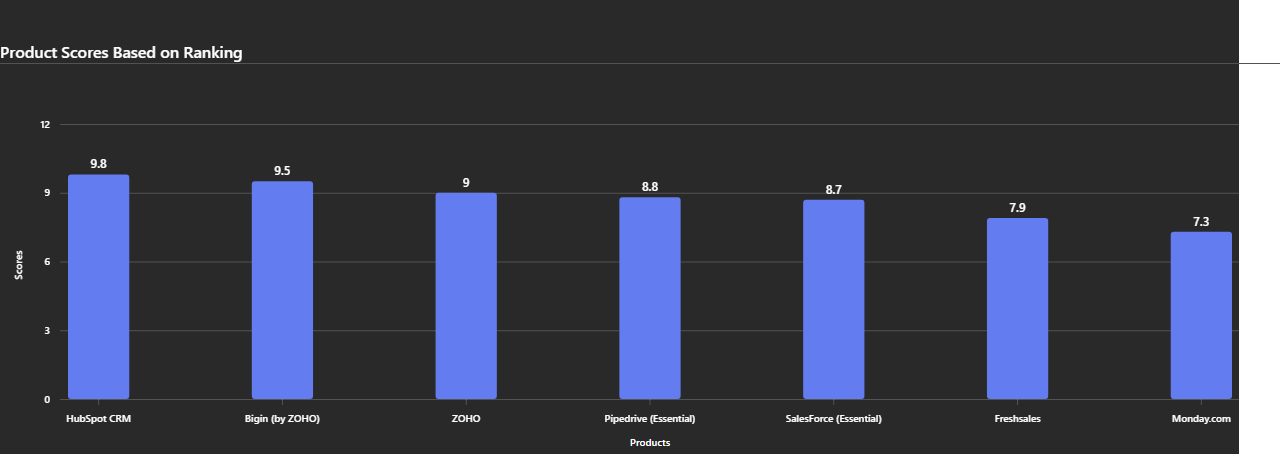 Product Scores Based on Ranking
12
9
6
3
0
Scores
9.8
9.5
9
8.8
8.7
7.9
7.3
HubSpot CRM
Bigin (by ZOHO)
ZOHO
Pipedrive (Essential)
SalesForce (Essential)
Freshsales
Monday.com
Products